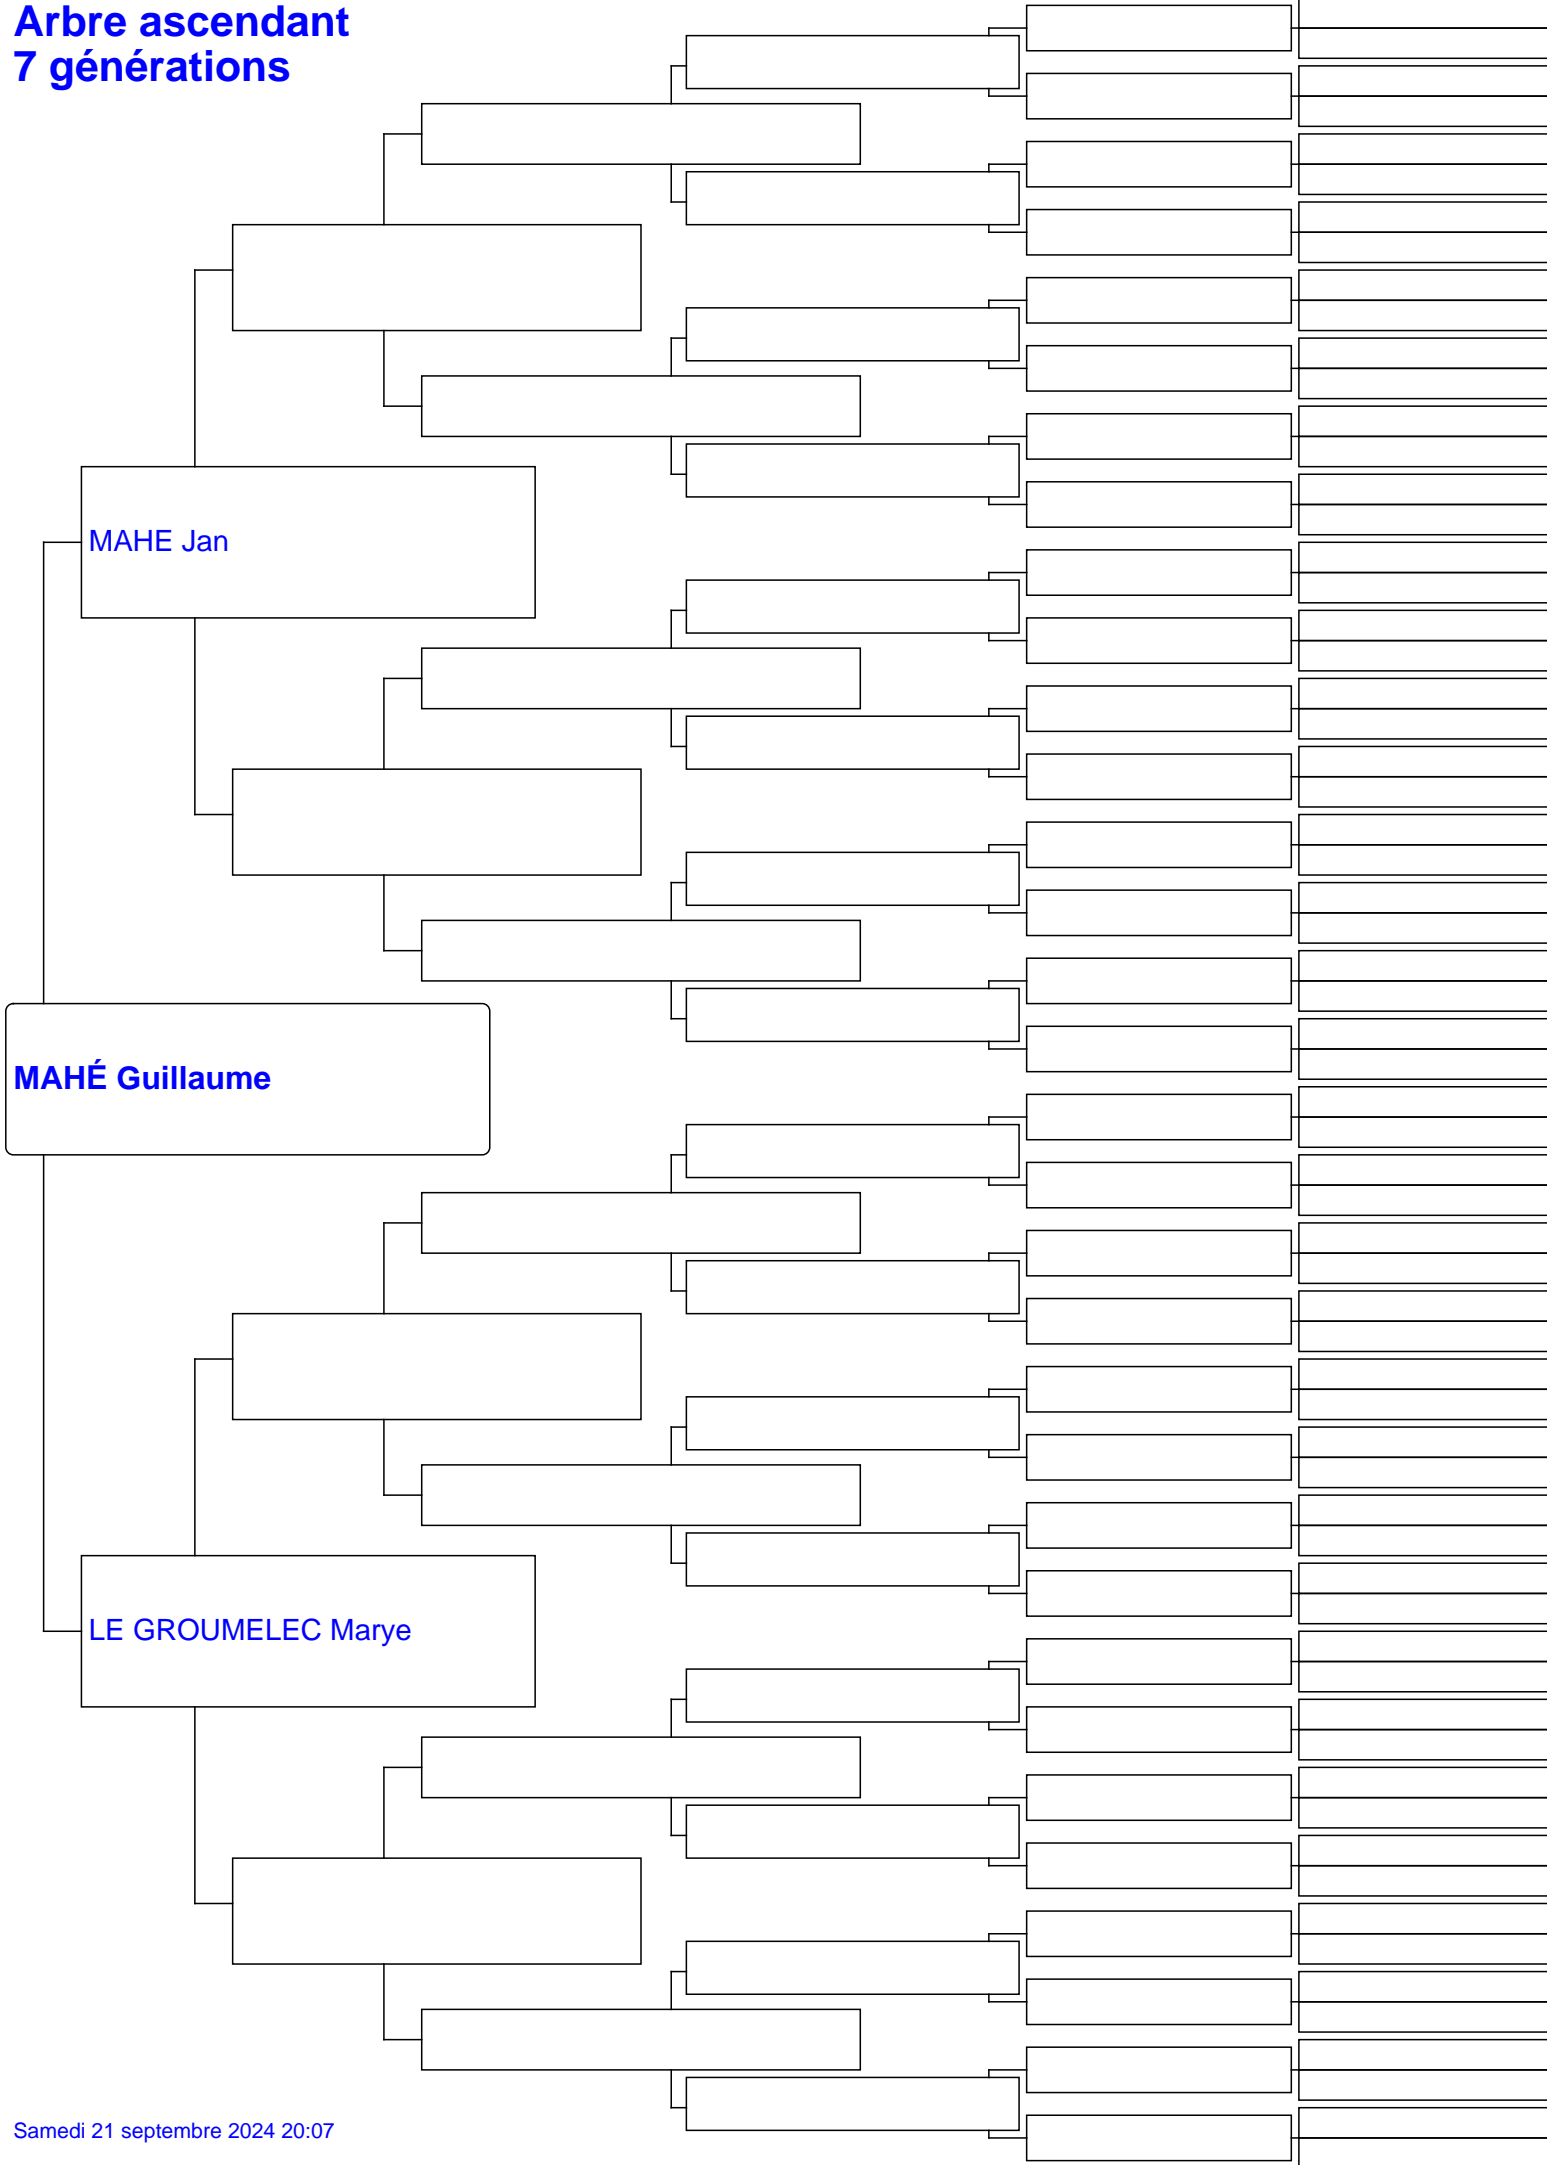 Arbre ascendant
7 générations
MAHE Jan
MAHÉ Guillaume
LE GROUMELEC Marye
Samedi 21 septembre 2024 20:07